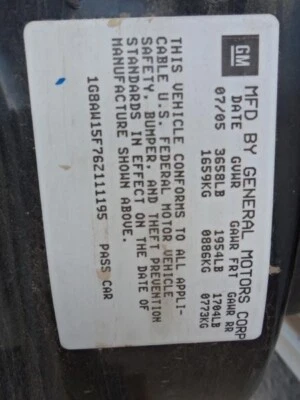 GM
MFD BY GENERAL MOTORS CORP
DATE GVWR GAWR FRT GAWR RR
07/05 3658LB 1954LB 1704LB
1659KG 0886KG 0773KG
THIS VEHICLE CONFORMS TO ALL APPLI-
CABLE U.S. FEDERAL MOTOR VEHICLE
SAFETY, BUMPER, AND THEFT PREVENTION
STANDARDS IN EFFECT ON THE DATE OF
MANUFACTURE SHOWN ABOVE.
1G8AW15F76Z111195 PASS CAR